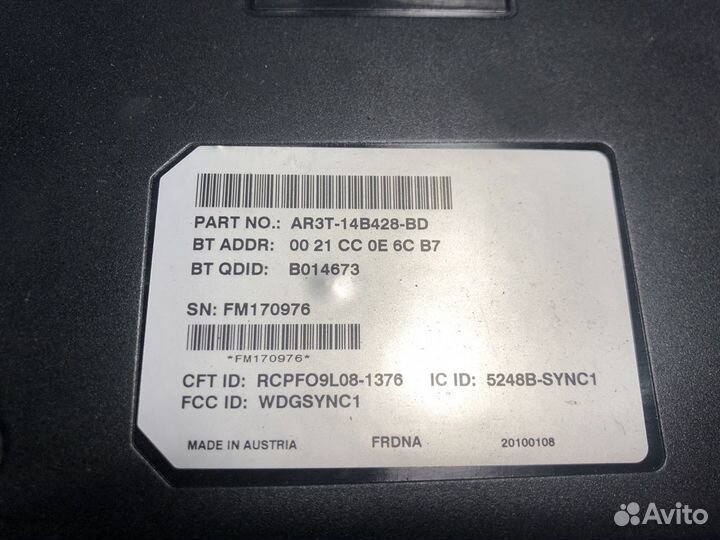 PART NO.: AR3T-14B428-BD
BT ADDR: 00 21 CC 0E 6C B7
BT QDID: B014673
SN: FM170976
*FM170976*
CFT ID: RCPFO9L08-1376 IC ID: 5248B-SYNC1
FCC ID: WDGSYNC1
MADE IN AUSTRIA FRDNA 20100108
Avito